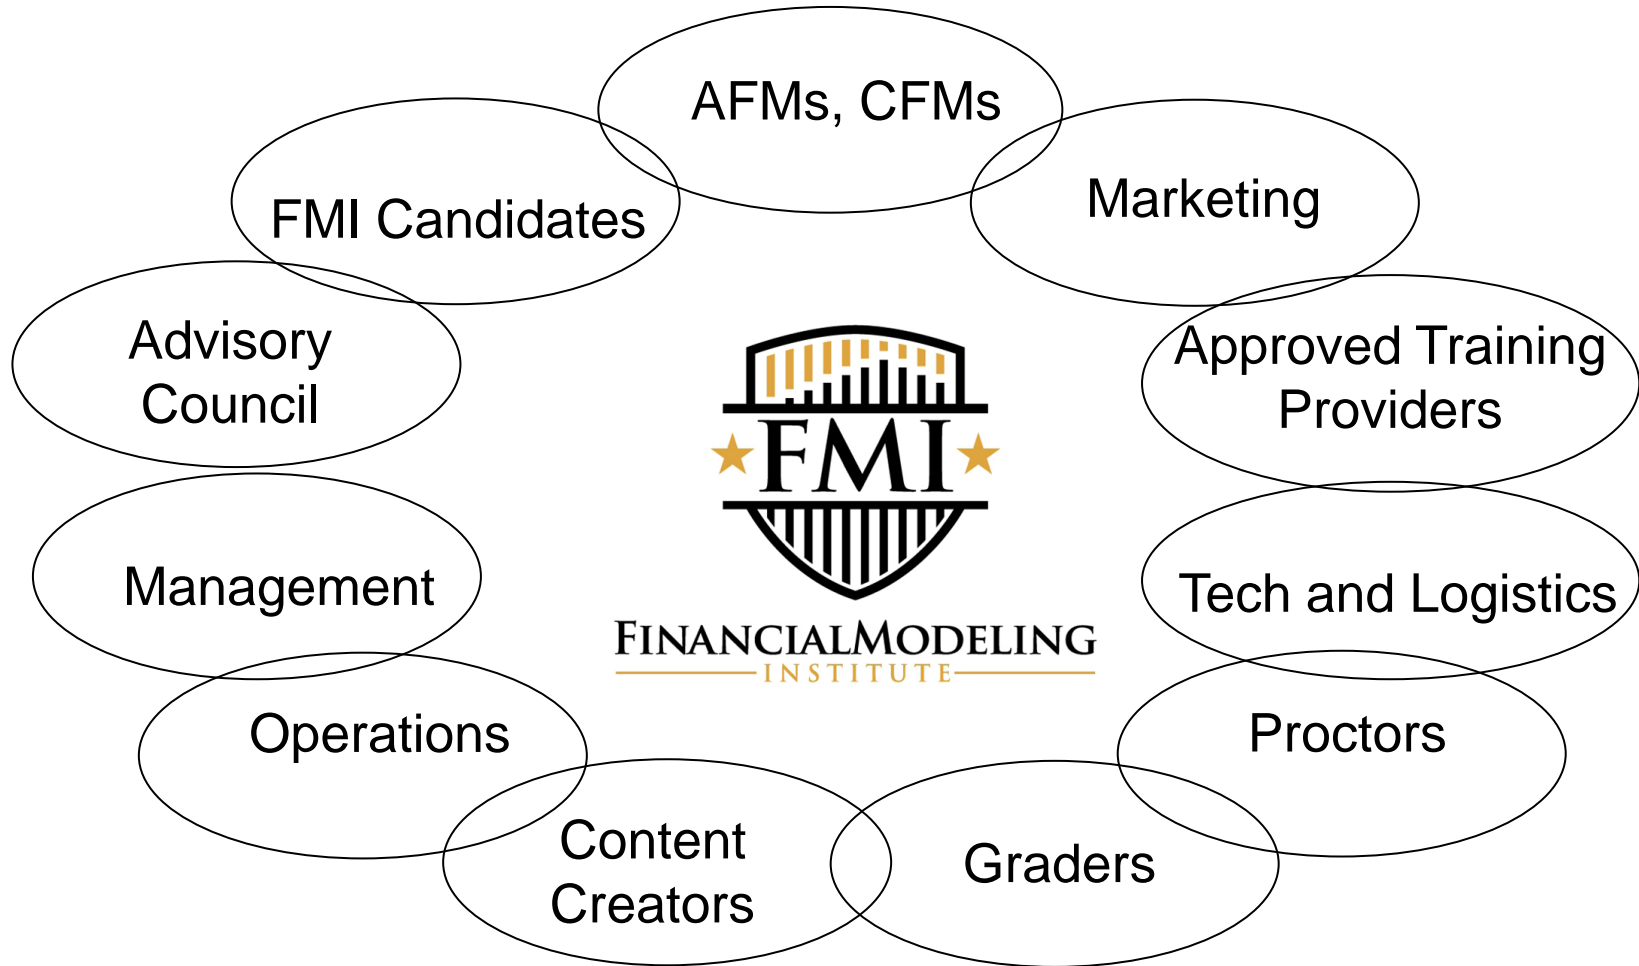 AFMs, CFMs
FMI Candidates
Marketing
Advisory
Council
Approved Training
Providers
FMI
Management
Tech and Logistics
FINANCIALMODELING
INSTITUTE
Operations
Proctors
Content
Creators
Graders